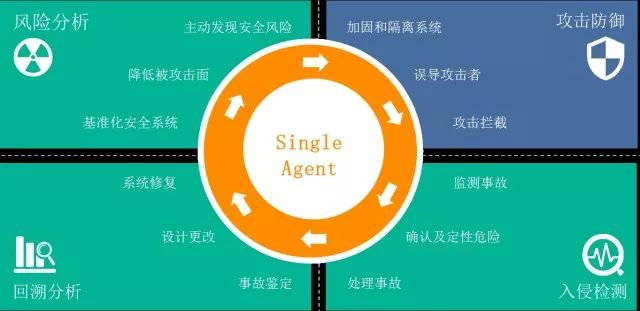 风险分析
主动发现安全风险
降低被攻击面
基准化安全系统
攻击防御
加固和隔离系统
误导攻击者
攻击拦截
Single
Agent
系统修复
设计更改
事故鉴定
回溯分析
监测事故
确认及定性危险
处理事故
入侵检测